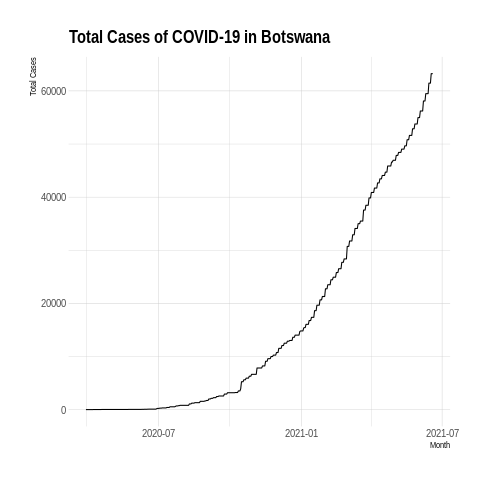 Total Cases of COVID-19 in Botswana
Total Cases
60000
40000
20000
0
2020-07
2021-01
2021-07
Month